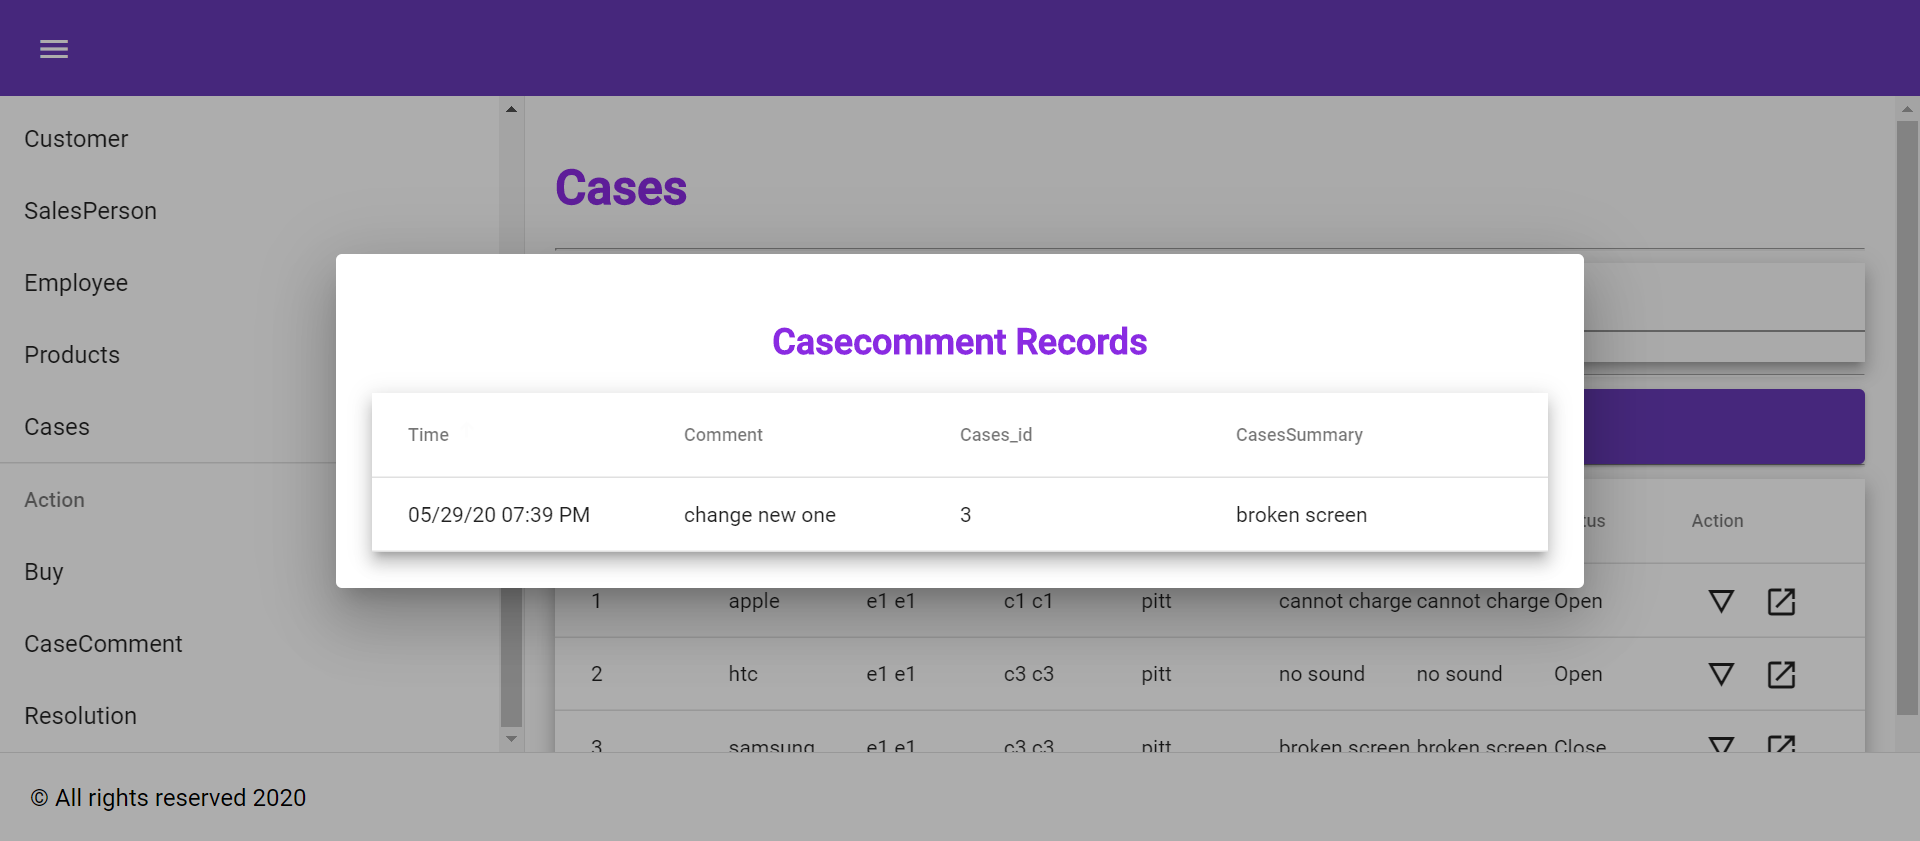 Customer
SalesPerson
Employee
Products
Cases
Action
Buy
CaseComment
Resolution
Cases
Casecomment Records
Time Comment Cases_id CasesSummary
05/29/20 07:39 PM change new one 3 broken screen
Action
1 apple e1 e1 c1 c1 pitt cannot charge cannot charge Open
2 htc e1 e1 c3 c3 pitt no sound no sound Open
3 samsung e1 e1 c3 c3 pitt broken screen broken screen Close
© All rights reserved 2020